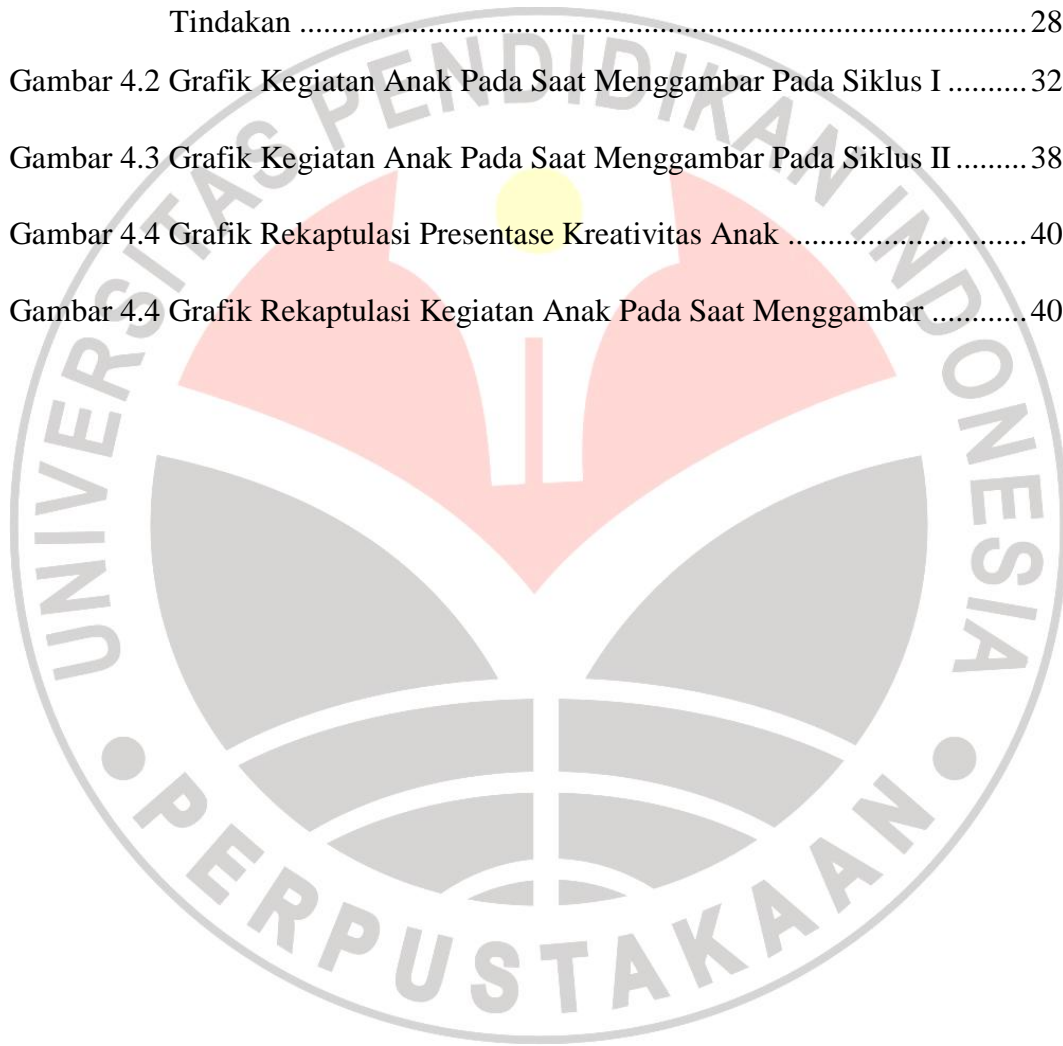 Tindakan ........................................................................................... 28
Gambar 4.2 Grafik Kegiatan Anak Pada Saat Menggambar Pada Siklus I .......... 32
Gambar 4.3 Grafik Kegiatan Anak Pada Saat Menggambar Pada Siklus II ......... 38
Gambar 4.4 Grafik Rekaptulasi Presentase Kreativitas Anak .............................. 40
Gambar 4.4 Grafik Rekaptulasi Kegiatan Anak Pada Saat Menggambar ............ 40
UNIVERSITAS PENDIDIKAN INDONESIA
PERPUSTAKAAN